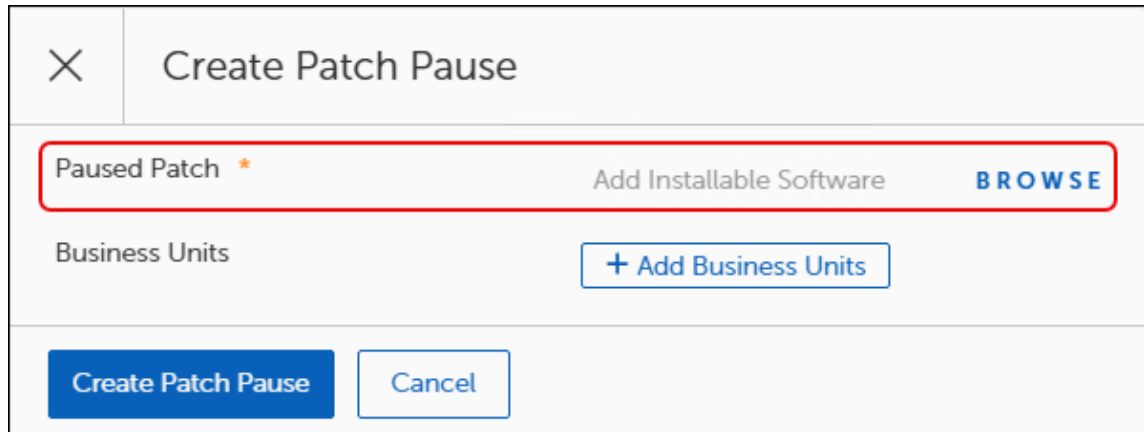 Create Patch Pause
Paused Patch *
Add Installable Software BROWSE
Business Units
+ Add Business Units
Create Patch Pause Cancel